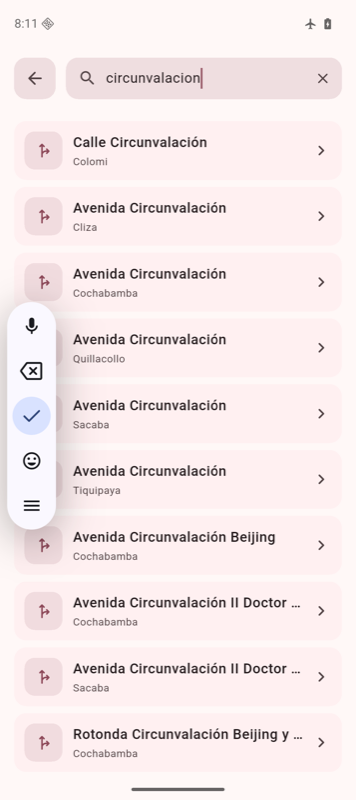 8:11
circunvalacion
Calle Circunvalación
Colomi
Avenida Circunvalación
Cliza
Avenida Circunvalación
Cochabamba
Avenida Circunvalación
Quillacollo
Avenida Circunvalación
Sacaba
Avenida Circunvalación
Tiquipaya
Avenida Circunvalación Beijing
Cochabamba
Avenida Circunvalación II Doctor ...
Cochabamba
Avenida Circunvalación II Doctor ...
Sacaba
Rotonda Circunvalación Beijing y ...
Cochabamba